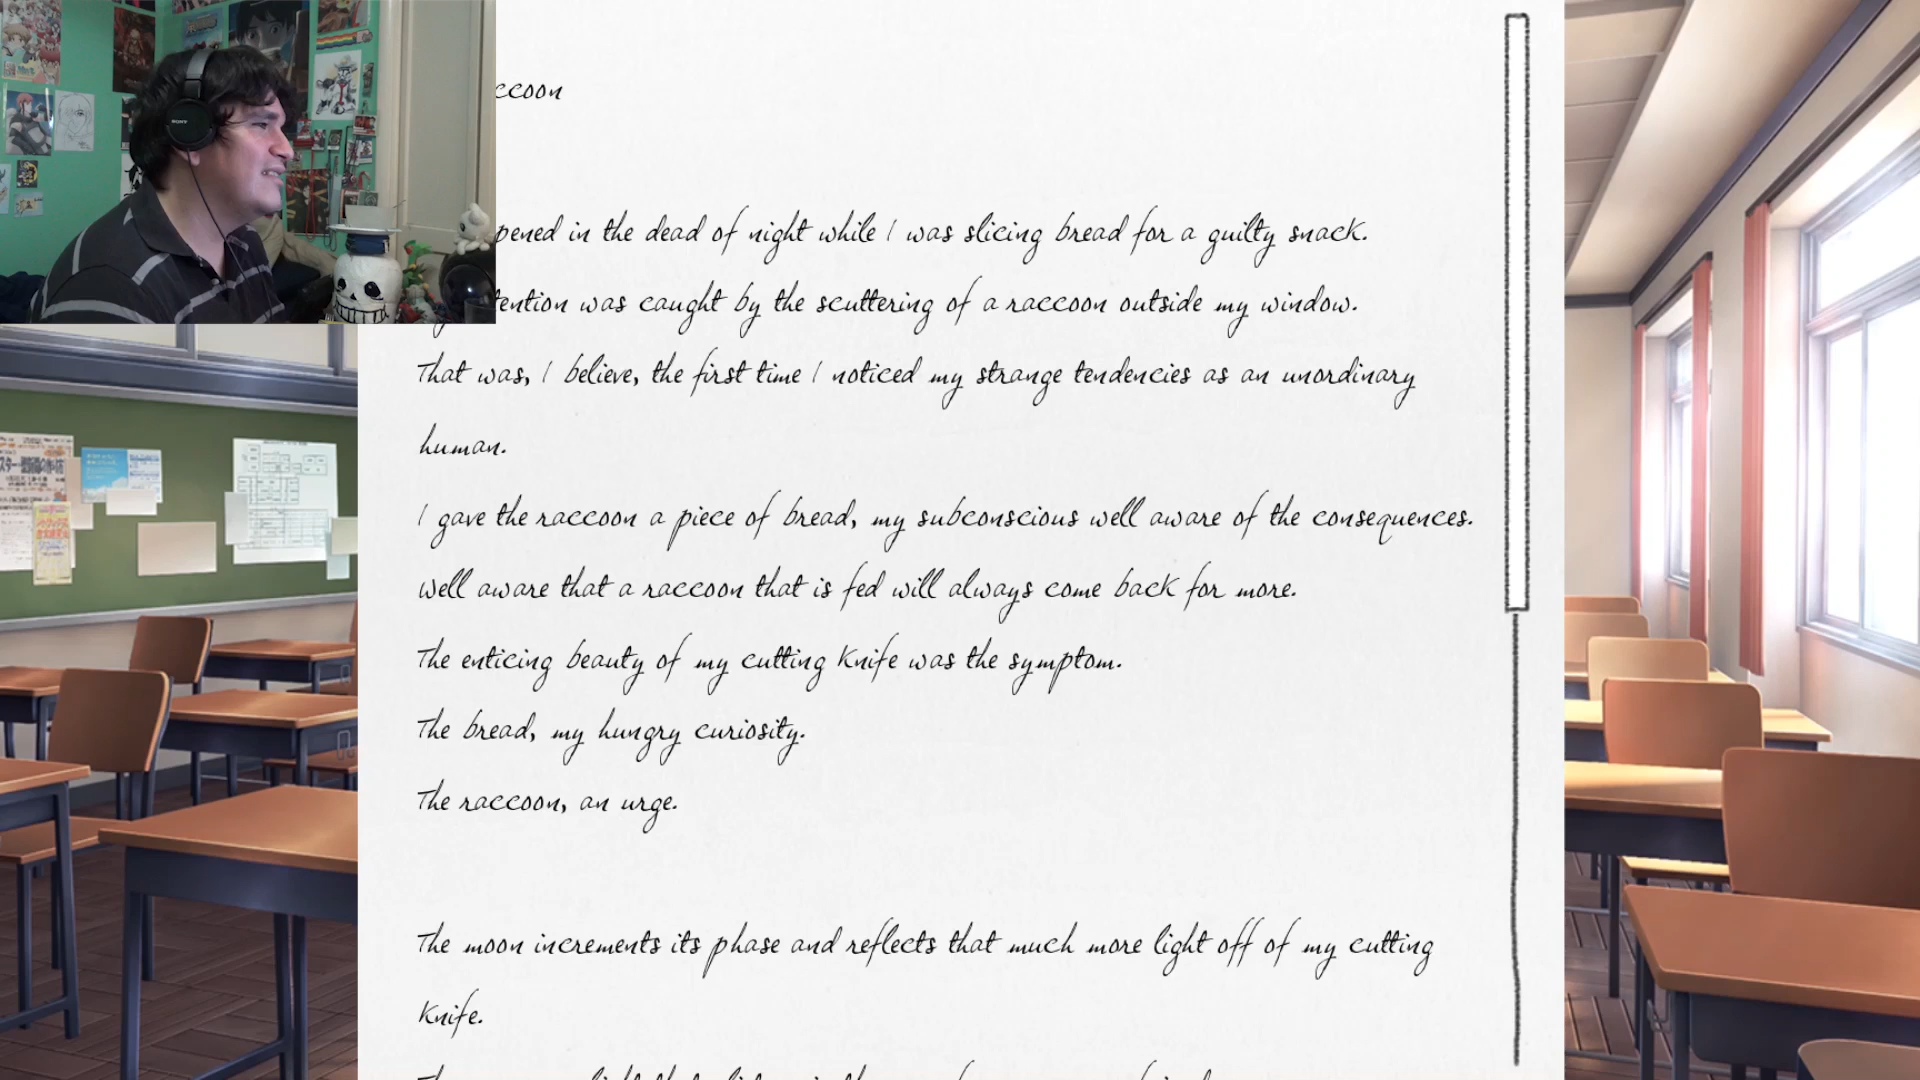 ccoon
pened in the dead of night while I was slicing bread for a guilty snack.
tention was caught by the scuttering of a raccoon outside my window.
That was, I believe, the first time I noticed my strange tendencies as an unordinary
human.
I gave the raccoon a piece of bread, my subconscious well aware of the consequences.
Well aware that a raccoon that is fed will always come back for more.
The enticing beauty of my cutting knife was the symptom.
The bread, my hungry curiosity.
The raccoon, an urge.
The moon increments its phase and reflects that much more light off of my cutting
knife.
SONY